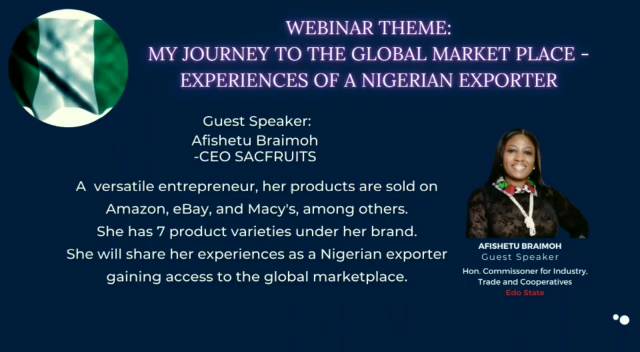 WEBINAR THEME:
MY JOURNEY TO THE GLOBAL MARKET PLACE -
EXPERIENCES OF A NIGERIAN EXPORTER
Guest Speaker:
Afishetu Braimoh
-CEO SACFRUITS
A versatile entrepreneur, her products are sold on
Amazon, eBay, and Macy's, among others.
She has 7 product varieties under her brand.
She will share her experiences as a Nigerian exporter
gaining access to the global marketplace.
AFISHETU BRAIMOH
Guest Speaker
Hon. Commissoner for Industry,
Trade and Cooperatives
Edo State